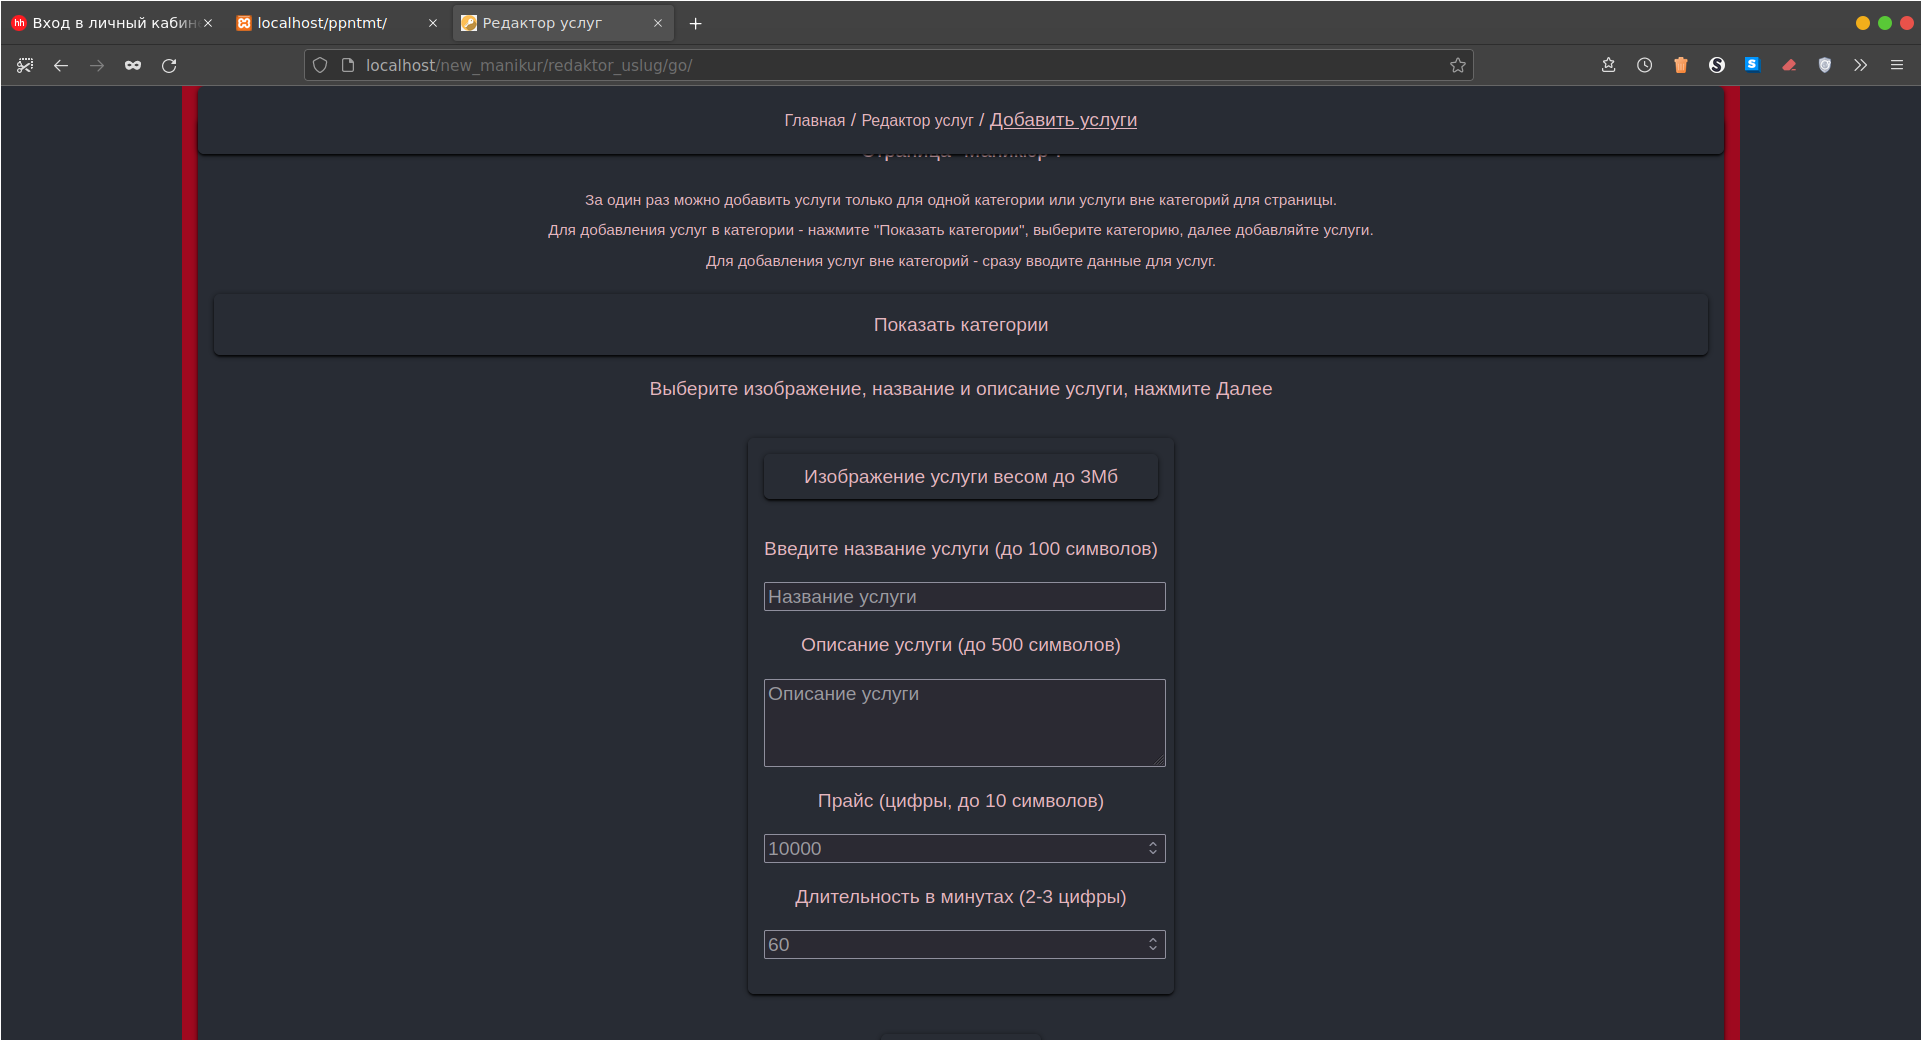 Вход в личный кабин
localhost/ppntmt/
Редактор услуг
localhost/new_manikur/redaktor_uslug/go/
Главная / Редактор услуг / Добавить услуги
За один раз можно добавить услуги только для одной категории или услуги вне категорий для страницы.
Для добавления услуг в категории - нажмите "Показать категории", выберите категорию, далее добавляйте услуги.
Для добавления услуг вне категорий - сразу вводите данные для услуг.
Показать категории
Выберите изображение, название и описание услуги, нажмите Далее
Изображение услуги весом до 3Мб
Введите название услуги (до 100 символов)
Название услуги
Описание услуги (до 500 символов)
Описание услуги
Прайс (цифры, до 10 символов)
10000
Длительность в минутах (2-3 цифры)
60